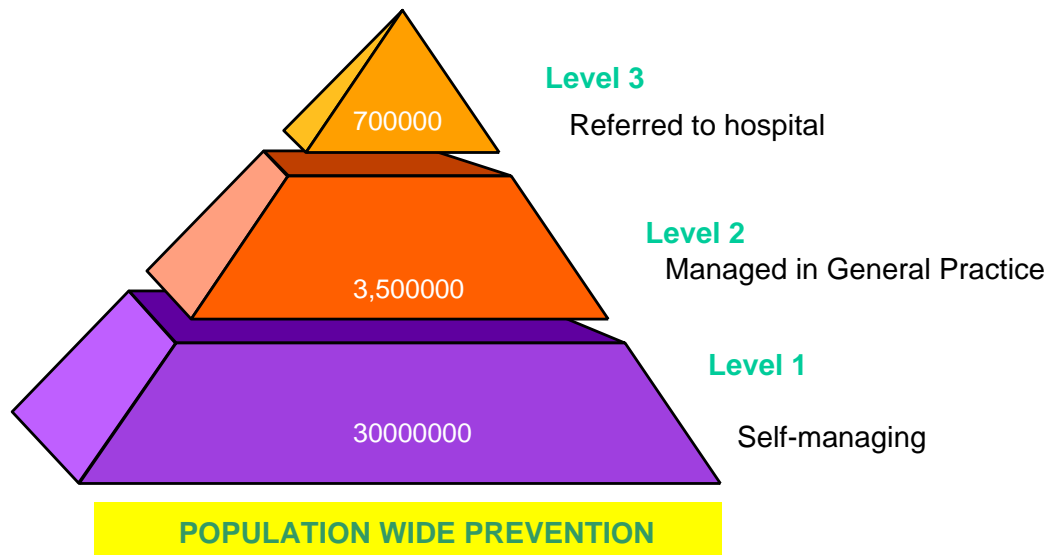 Level 3
700000
Referred to hospital
Level 2
Managed in General Practice
3,500000
Level 1
30000000
Self-managing
POPULATION WIDE PREVENTION